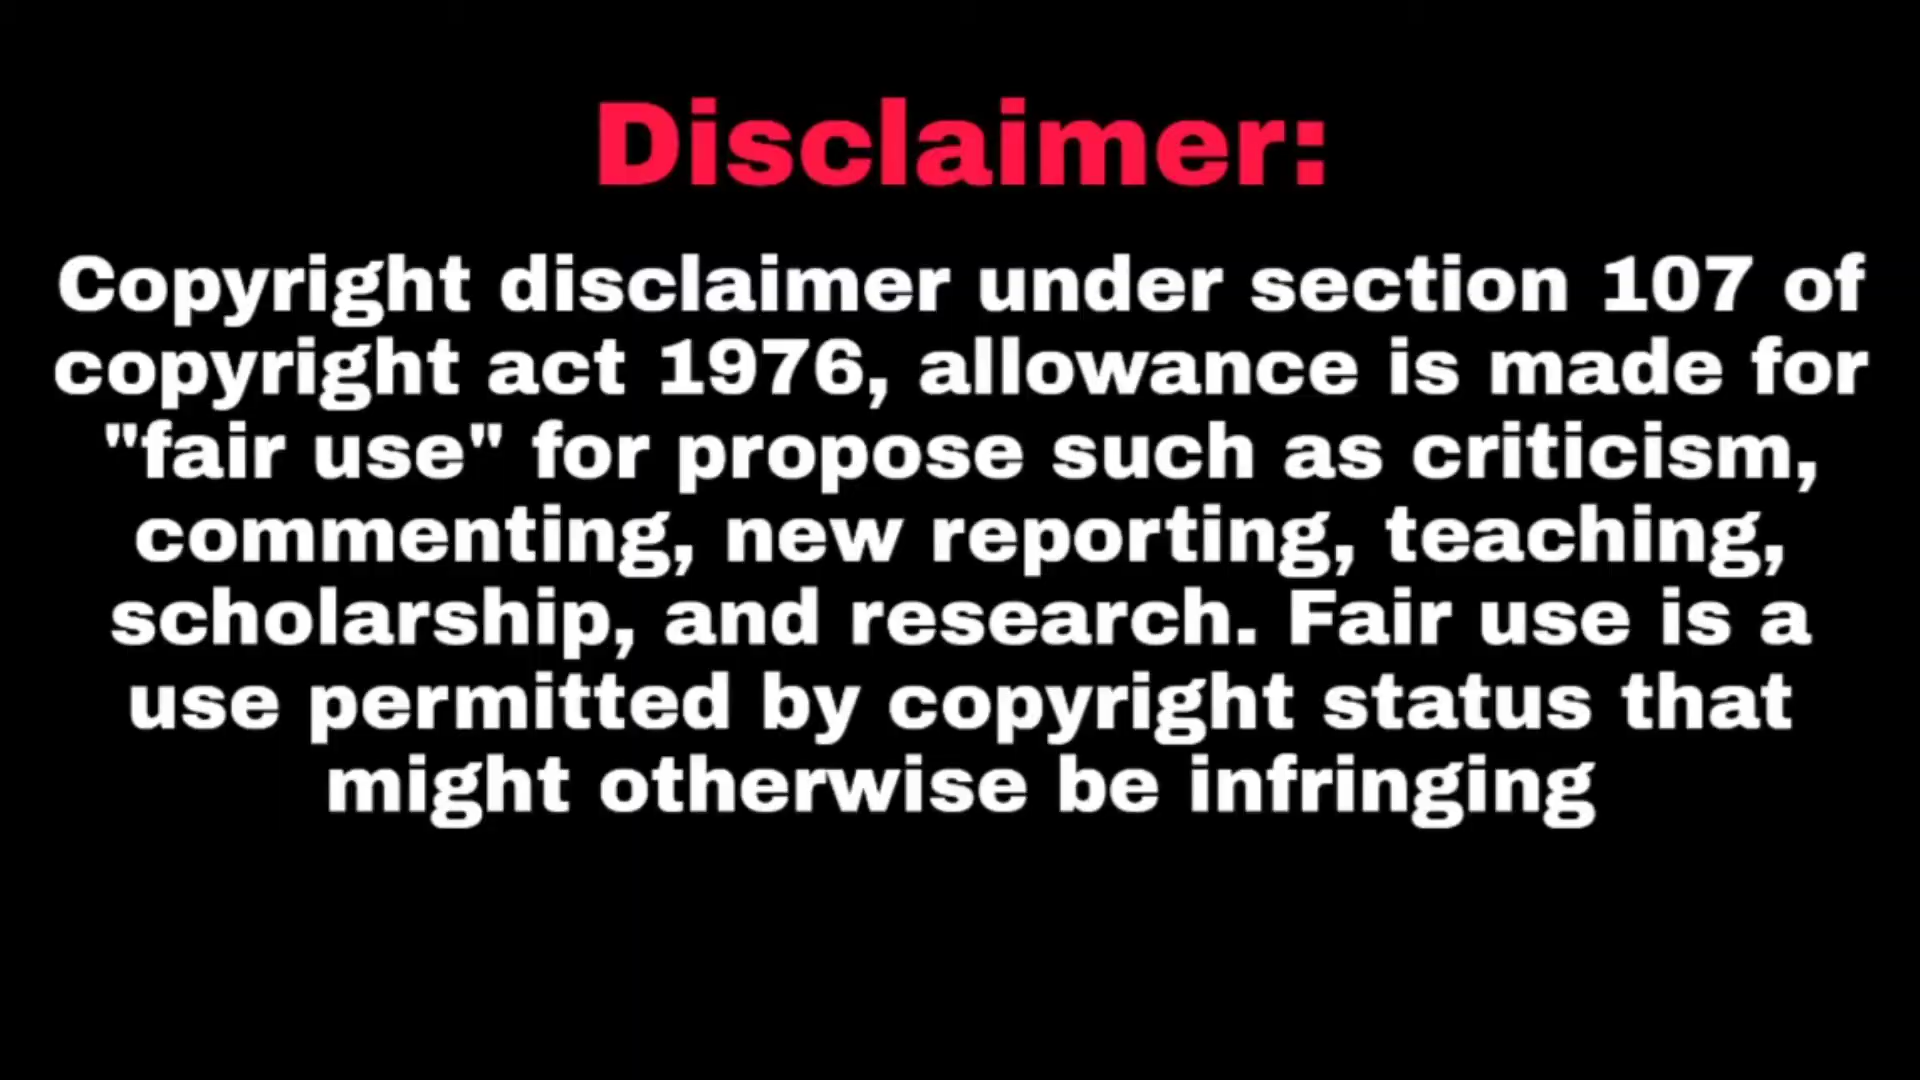 Disclaimer:
Copyright disclaimer under section 107 of
copyright act 1976, allowance is made for
"fair use" for propose such as criticism,
commenting, new reporting, teaching,
scholarship, and research. Fair use is a
use permitted by copyright status that
might otherwise be infringing